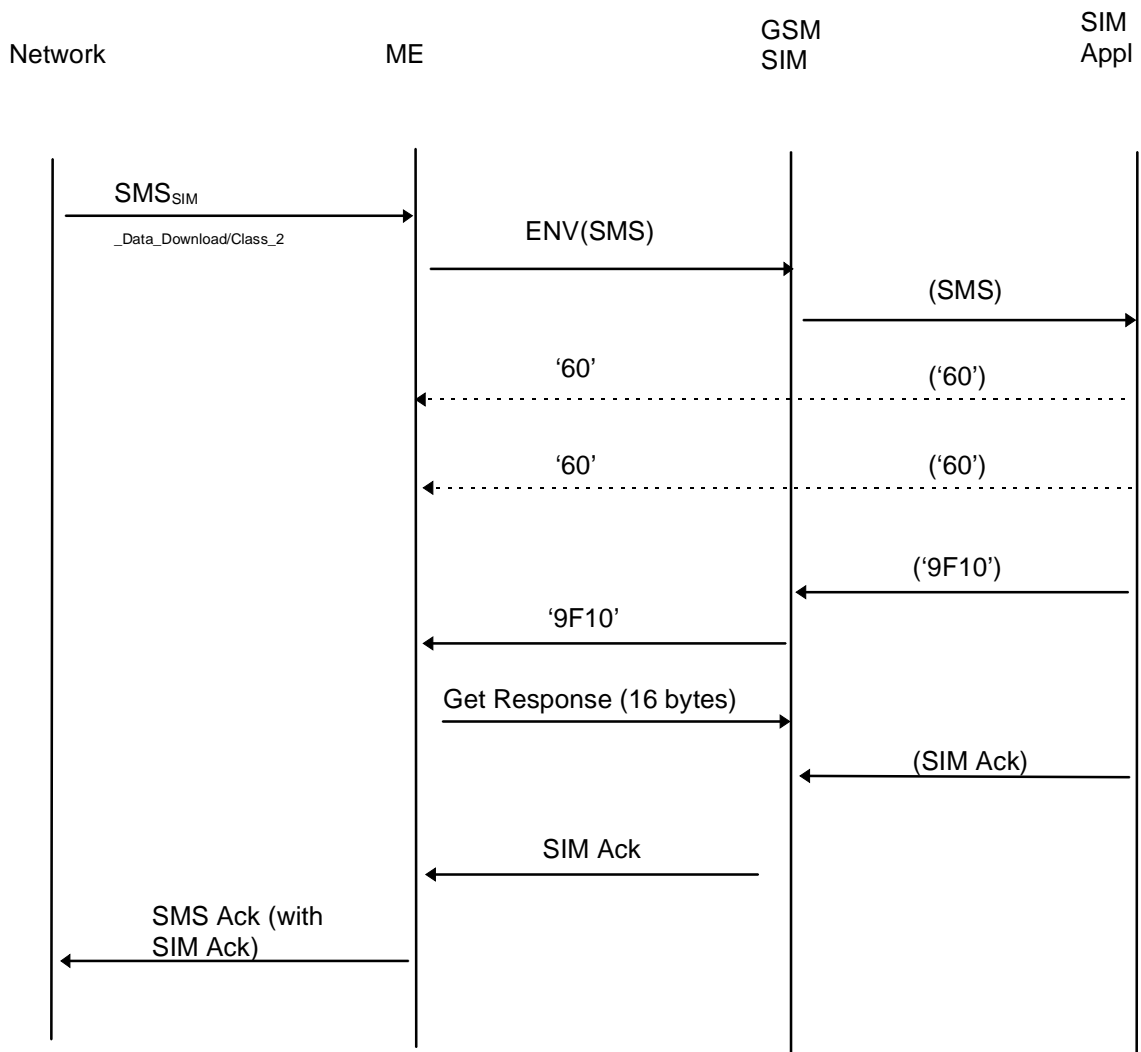 Network
ME
GSM
SIM
SIM
Appl
SMSSIM
_Data_Download/Class_2
ENV(SMS)
(SMS)
‘60’
(‘60’)
‘60’
(‘60’)
(‘9F10’)
‘9F10’
Get Response (16 bytes)
(SIM Ack)
SIM Ack
SMS Ack (with
SIM Ack)